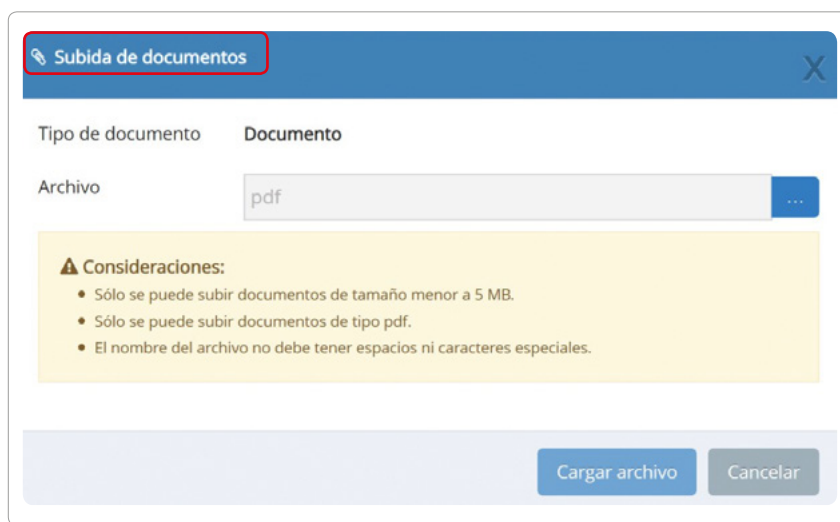 Subida de documentos
X
Tipo de documento Documento
Archivo pdf ...
Consideraciones:
• Sólo se puede subir documentos de tamaño menor a 5 MB.
• Sólo se puede subir documentos de tipo pdf.
• El nombre del archivo no debe tener espacios ni caracteres especiales.
Cargar archivo Cancelar